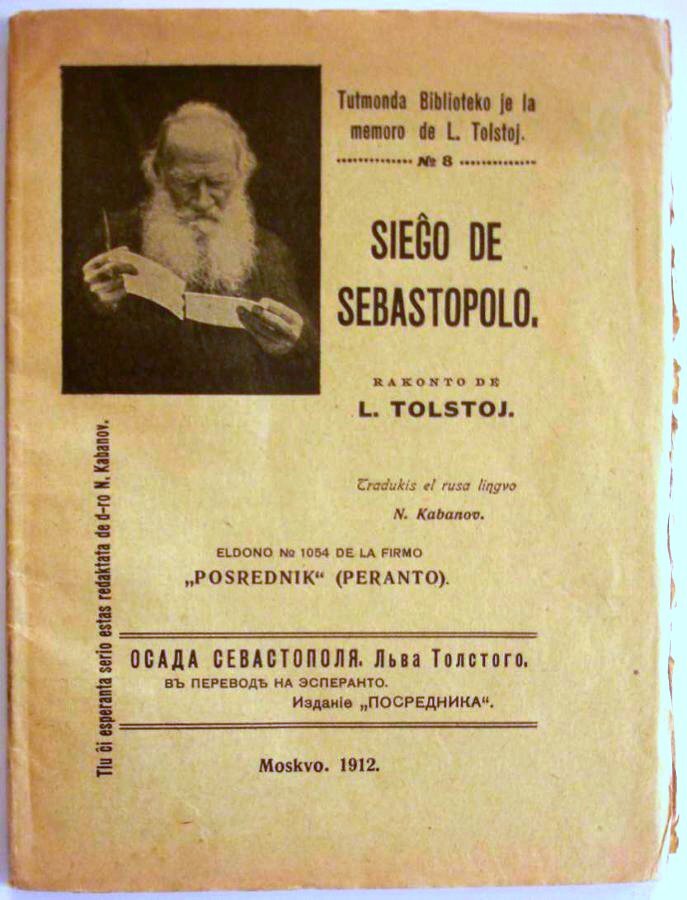 Tutmonda Biblioteko je la
memoro de L. Tolstoj.
№ 8
SIEĜO DE
SEBASTOPOLO.
RAKONTO DE
L. TOLSTOJ.
Tradukis el rusa lingvo
N. Kabanov.
ELDONO № 1054 DE LA FIRMO
„POSREDNIK“ (PERANTO).
ОСАДА СЕВАСТОПОЛЯ. Льва Толстого.
ВЪ ПЕРЕВОДѢ НА ЭСПЕРАНТО.
Изданіе „ПОСРЕДНИКА“.
Moskvo. 1912.
Tiu ĉi esperanta serio estas redaktata de d-ro N. Kabanov.